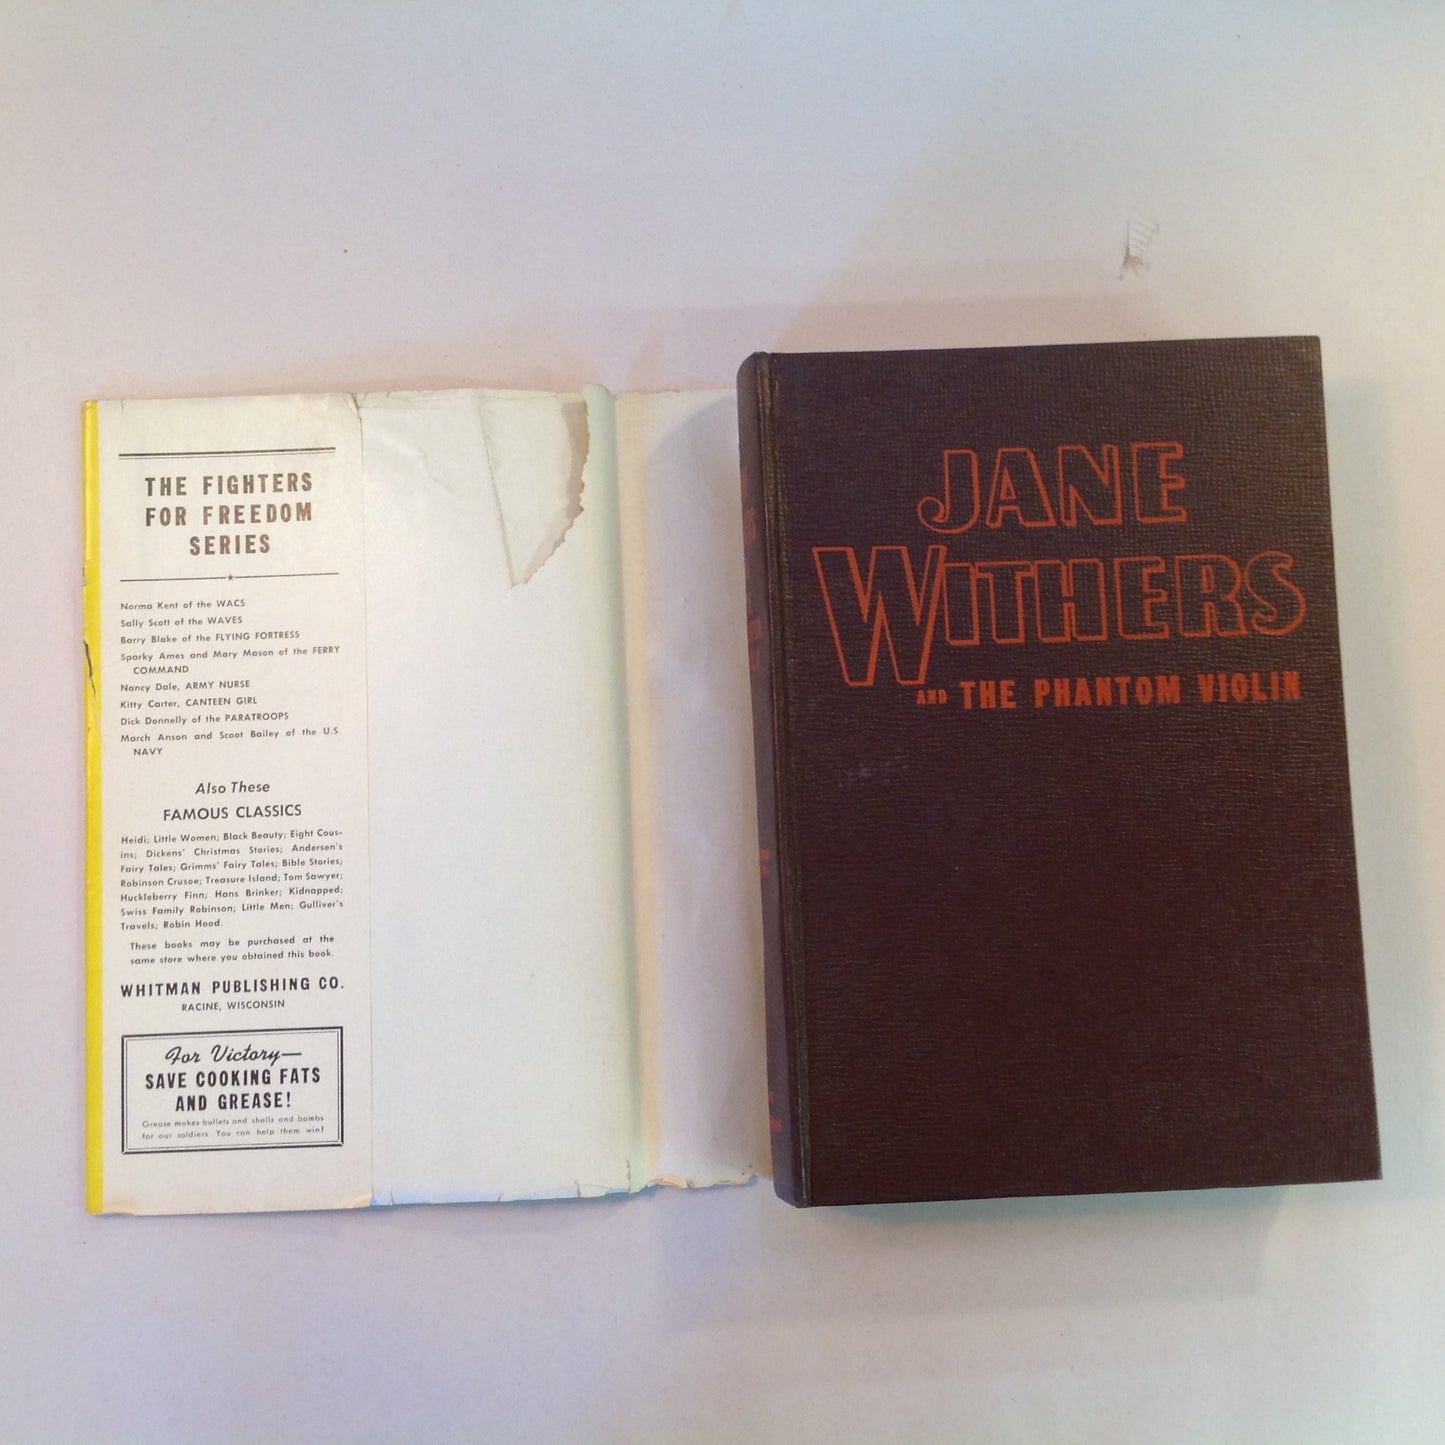 THE FIGHTERS
FOR FREEDOM
SERIES
Norma Kent of the WACS
Sally Scott of the WAVES
Barry Blake of the FLYING FORTRESS
Sparky Ames and Mary Mason of the FERRY
COMMAND
Nancy Dale, ARMY NURSE
Kitty Carter, CANTEEN GIRL
Dick Donnelly of the PARATROOPS
March Anson and Scoot Bailey of the U.S.
NAVY
Also These
FAMOUS CLASSICS
Heidi; Little Women; Black Beauty; Eight Cous-
ins; Dickens' Christmas Stories; Andersen's
Fairy Tales; Grimms' Fairy Tales; Bible Stories;
Robinson Crusoe; Treasure Island; Tom Sawyer;
Huckleberry Finn; Hans Brinker; Kidnapped;
Swiss Family Robinson; Little Men; Gulliver's
Travels; Robin Hood.
These books may be purchased at the
same store where you obtained this book.
WHITMAN PUBLISHING CO.
RACINE, WISCONSIN
For Victory—
SAVE COOKING FATS
AND GREASE!
Grease makes bullets and shells and bombs
for our soldiers. You can help them win!
JANE
WITHERS
AND THE PHANTOM VIOLIN